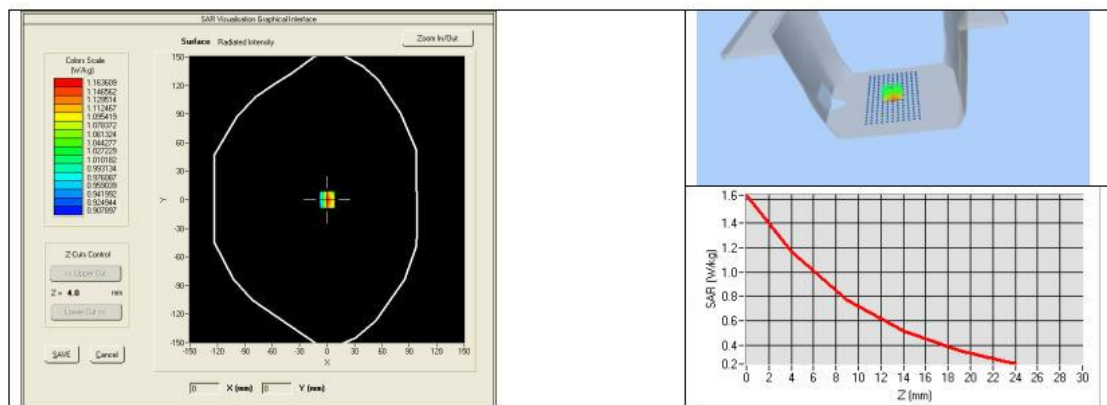 SAR Visualisation Graphical Interface
Surface Radiated Intensity
Zoom In/Out
Colors Scale
(W/kg)
1.163609
1.146562
1.129514
1.112467
1.095419
1.078372
1.061324
1.044277
1.027229
1.010182
0.993134
0.976087
0.959039
0.941992
0.924944
0.907897
Z-Cuts Control
<< Upper Cut
Z = 4.0 mm
Lower Cut >>
SAVE Cancel
150
120
90
60
30
0
-30
-60
-90
-120
-150
Y
-150 -120 -90 -60 -30 0 30 60 90 120 150
X
0 X (mm) 0 Y (mm)
1.6
1.4
1.2
1.0
0.8
0.6
0.4
0.2
SAR (W/kg)
0 2 4 6 8 10 12 14 16 18 20 22 24 26 28 30
Z (mm)